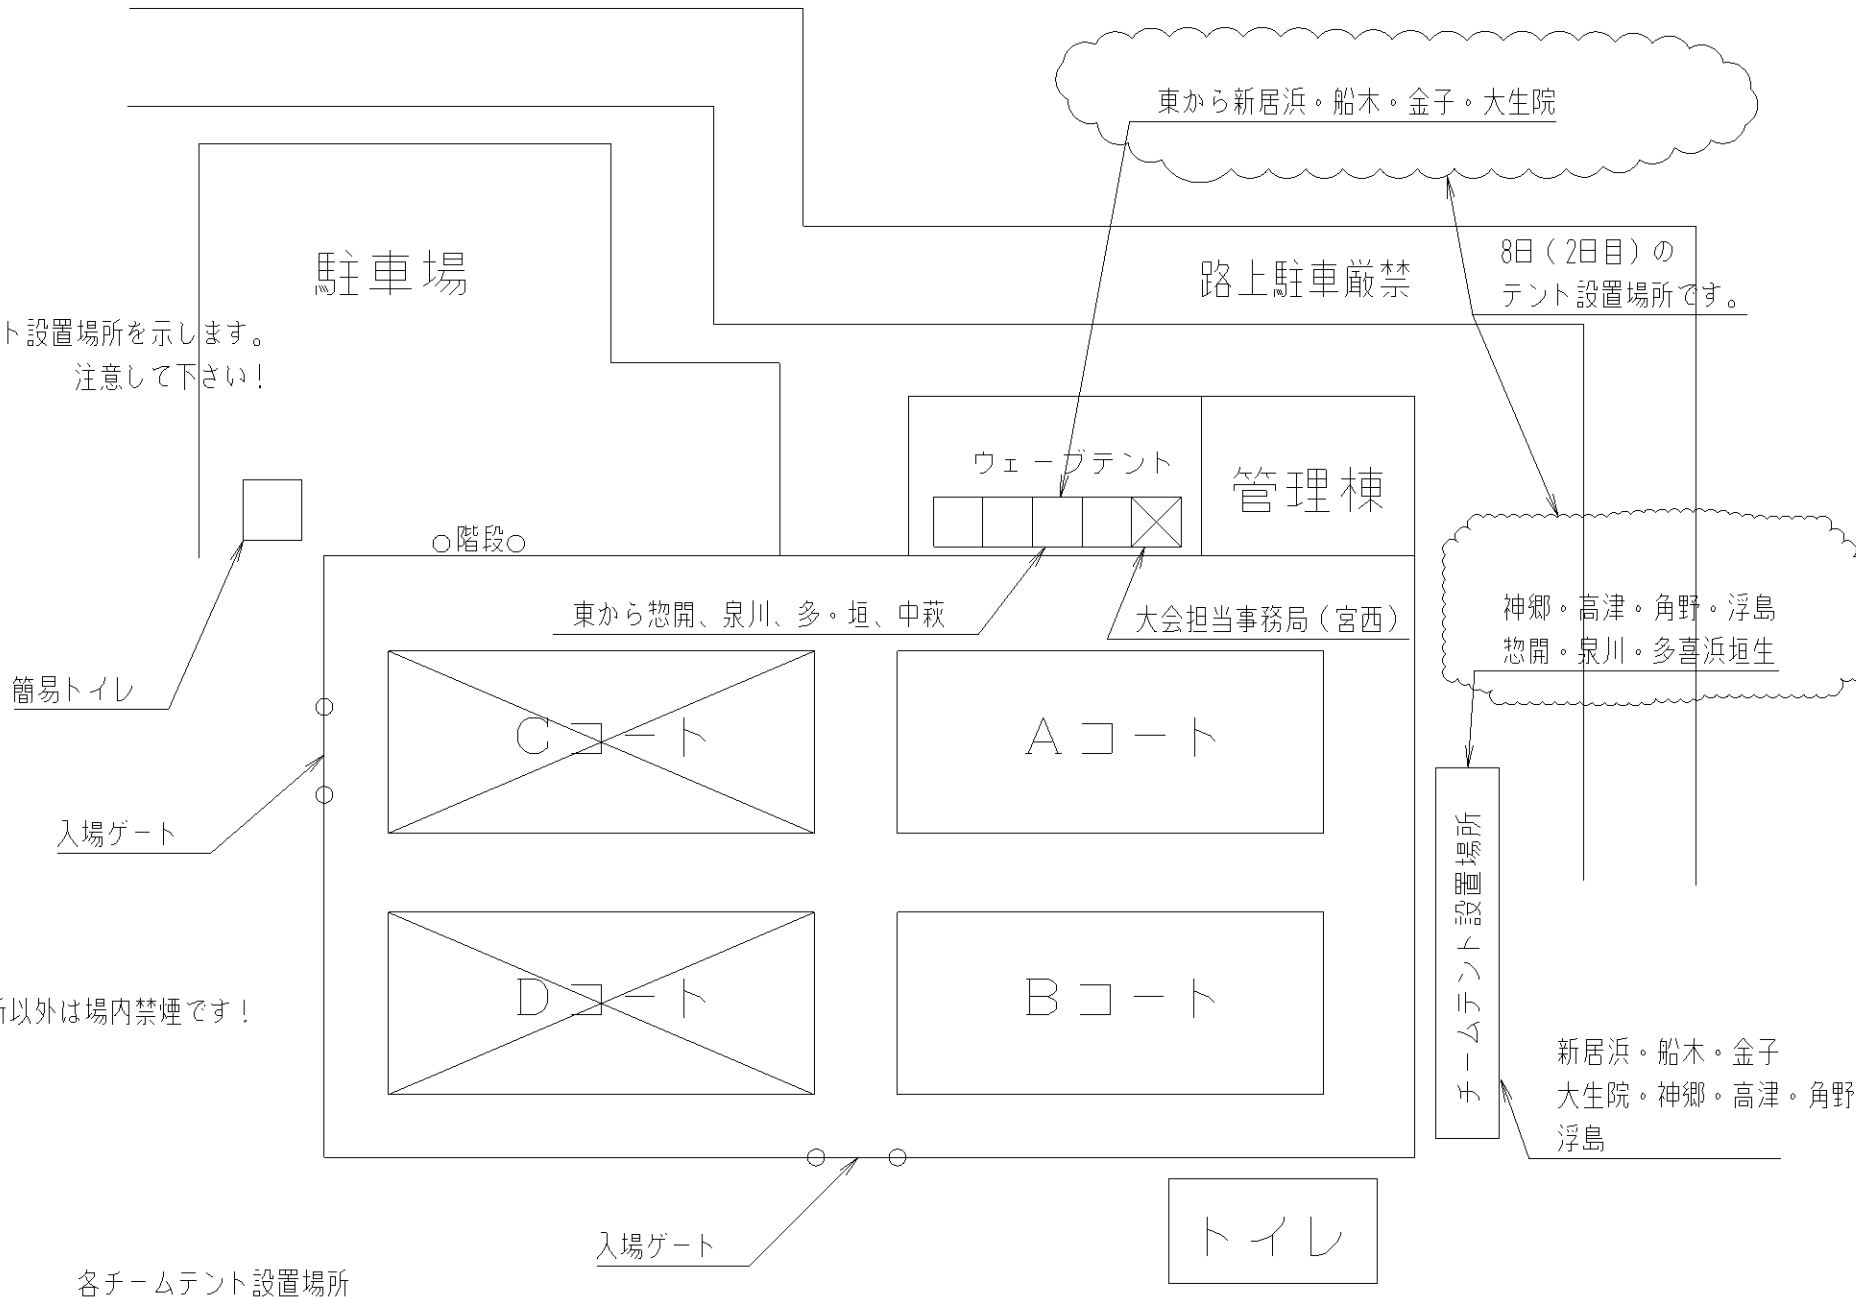 東から新居浜・船木・金子・大生院
駐車場
路上駐車厳禁
8日（2日目）の
テント設置場所です。
ト設置場所を示します。
注意して下さい！
ウェーブテント
管理棟
○階段○
東から惣開、泉川、多・垣、中萩
大会担当事務局（宮西）
神郷・高津・角野・浮島
惣開・泉川・多喜浜垣生
簡易トイレ
Cコート
Aコート
入場ゲート
チームテント設置場所
Dコート
Bコート
所以外は場内禁煙です！
新居浜・船木・金子
大生院・神郷・高津・角野
浮島
入場ゲート
トイレ
各チームテント設置場所